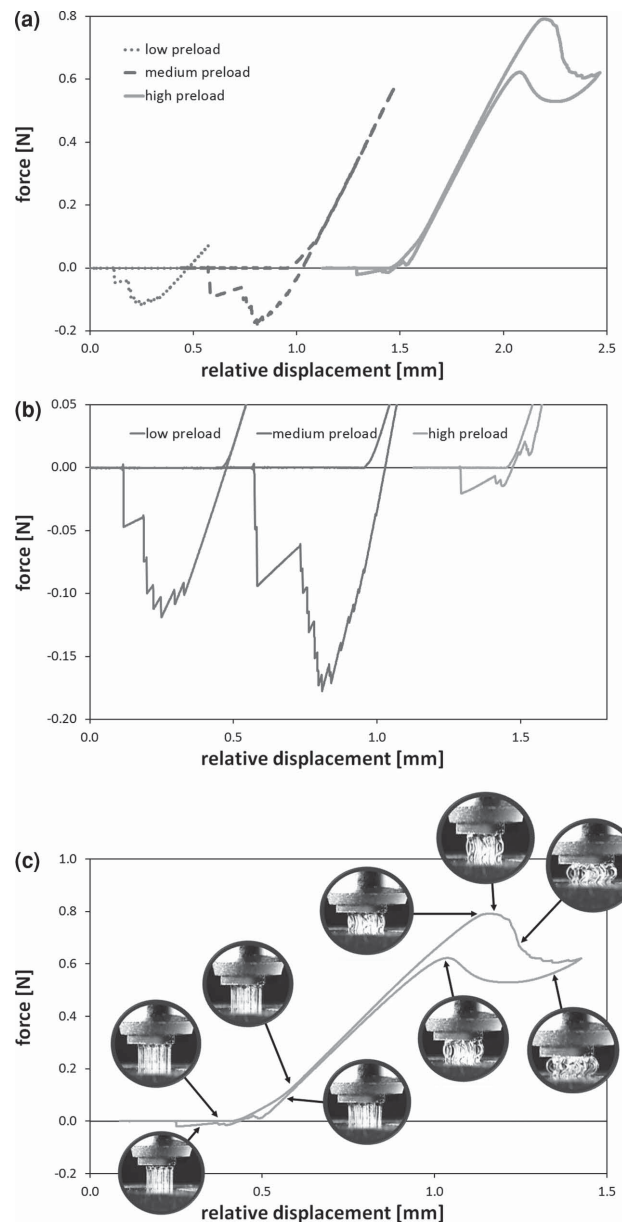 (a)
0.8
0.6
0.4
0.2
0.0
-0.2
force [N]
low preload
medium preload
high preload
0.0 0.5 1.0 1.5 2.0 2.5
relative displacement [mm]
(b)
0.05
0.00
-0.05
-0.10
-0.15
-0.20
force [N]
low preload medium preload high preload
0.0 0.5 1.0 1.5
relative displacement [mm]
(c)
1.0
0.8
0.6
0.4
0.2
0.0
-0.2
force [N]
0.0 0.5 1.0 1.5
relative displacement [mm]